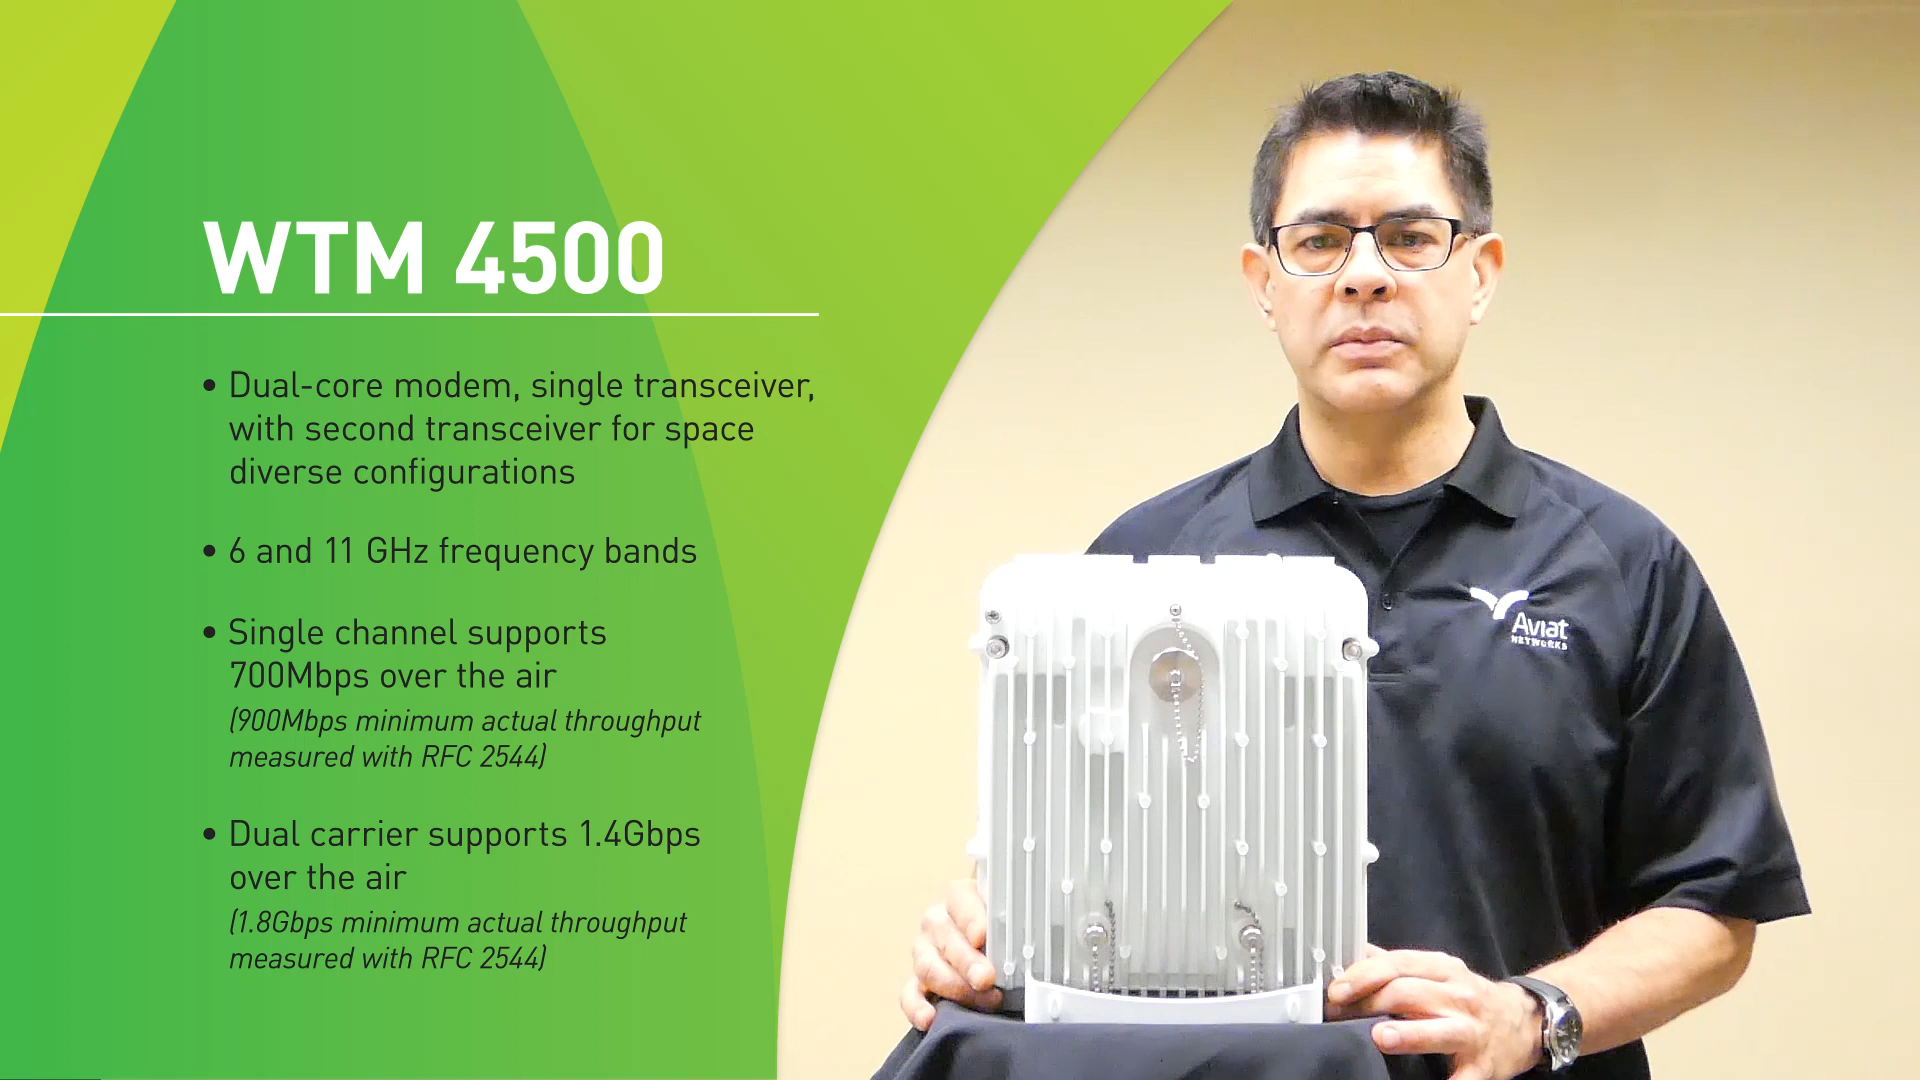 WTM 4500
• Dual-core modem, single transceiver,
with second transceiver for space
diverse configurations
• 6 and 11 GHz frequency bands
• Single channel supports
700Mbps over the air
(900Mbps minimum actual throughput
measured with RFC 2544)
• Dual carrier supports 1.4Gbps
over the air
(1.8Gbps minimum actual throughput
measured with RFC 2544)
Aviat
NETWORKS